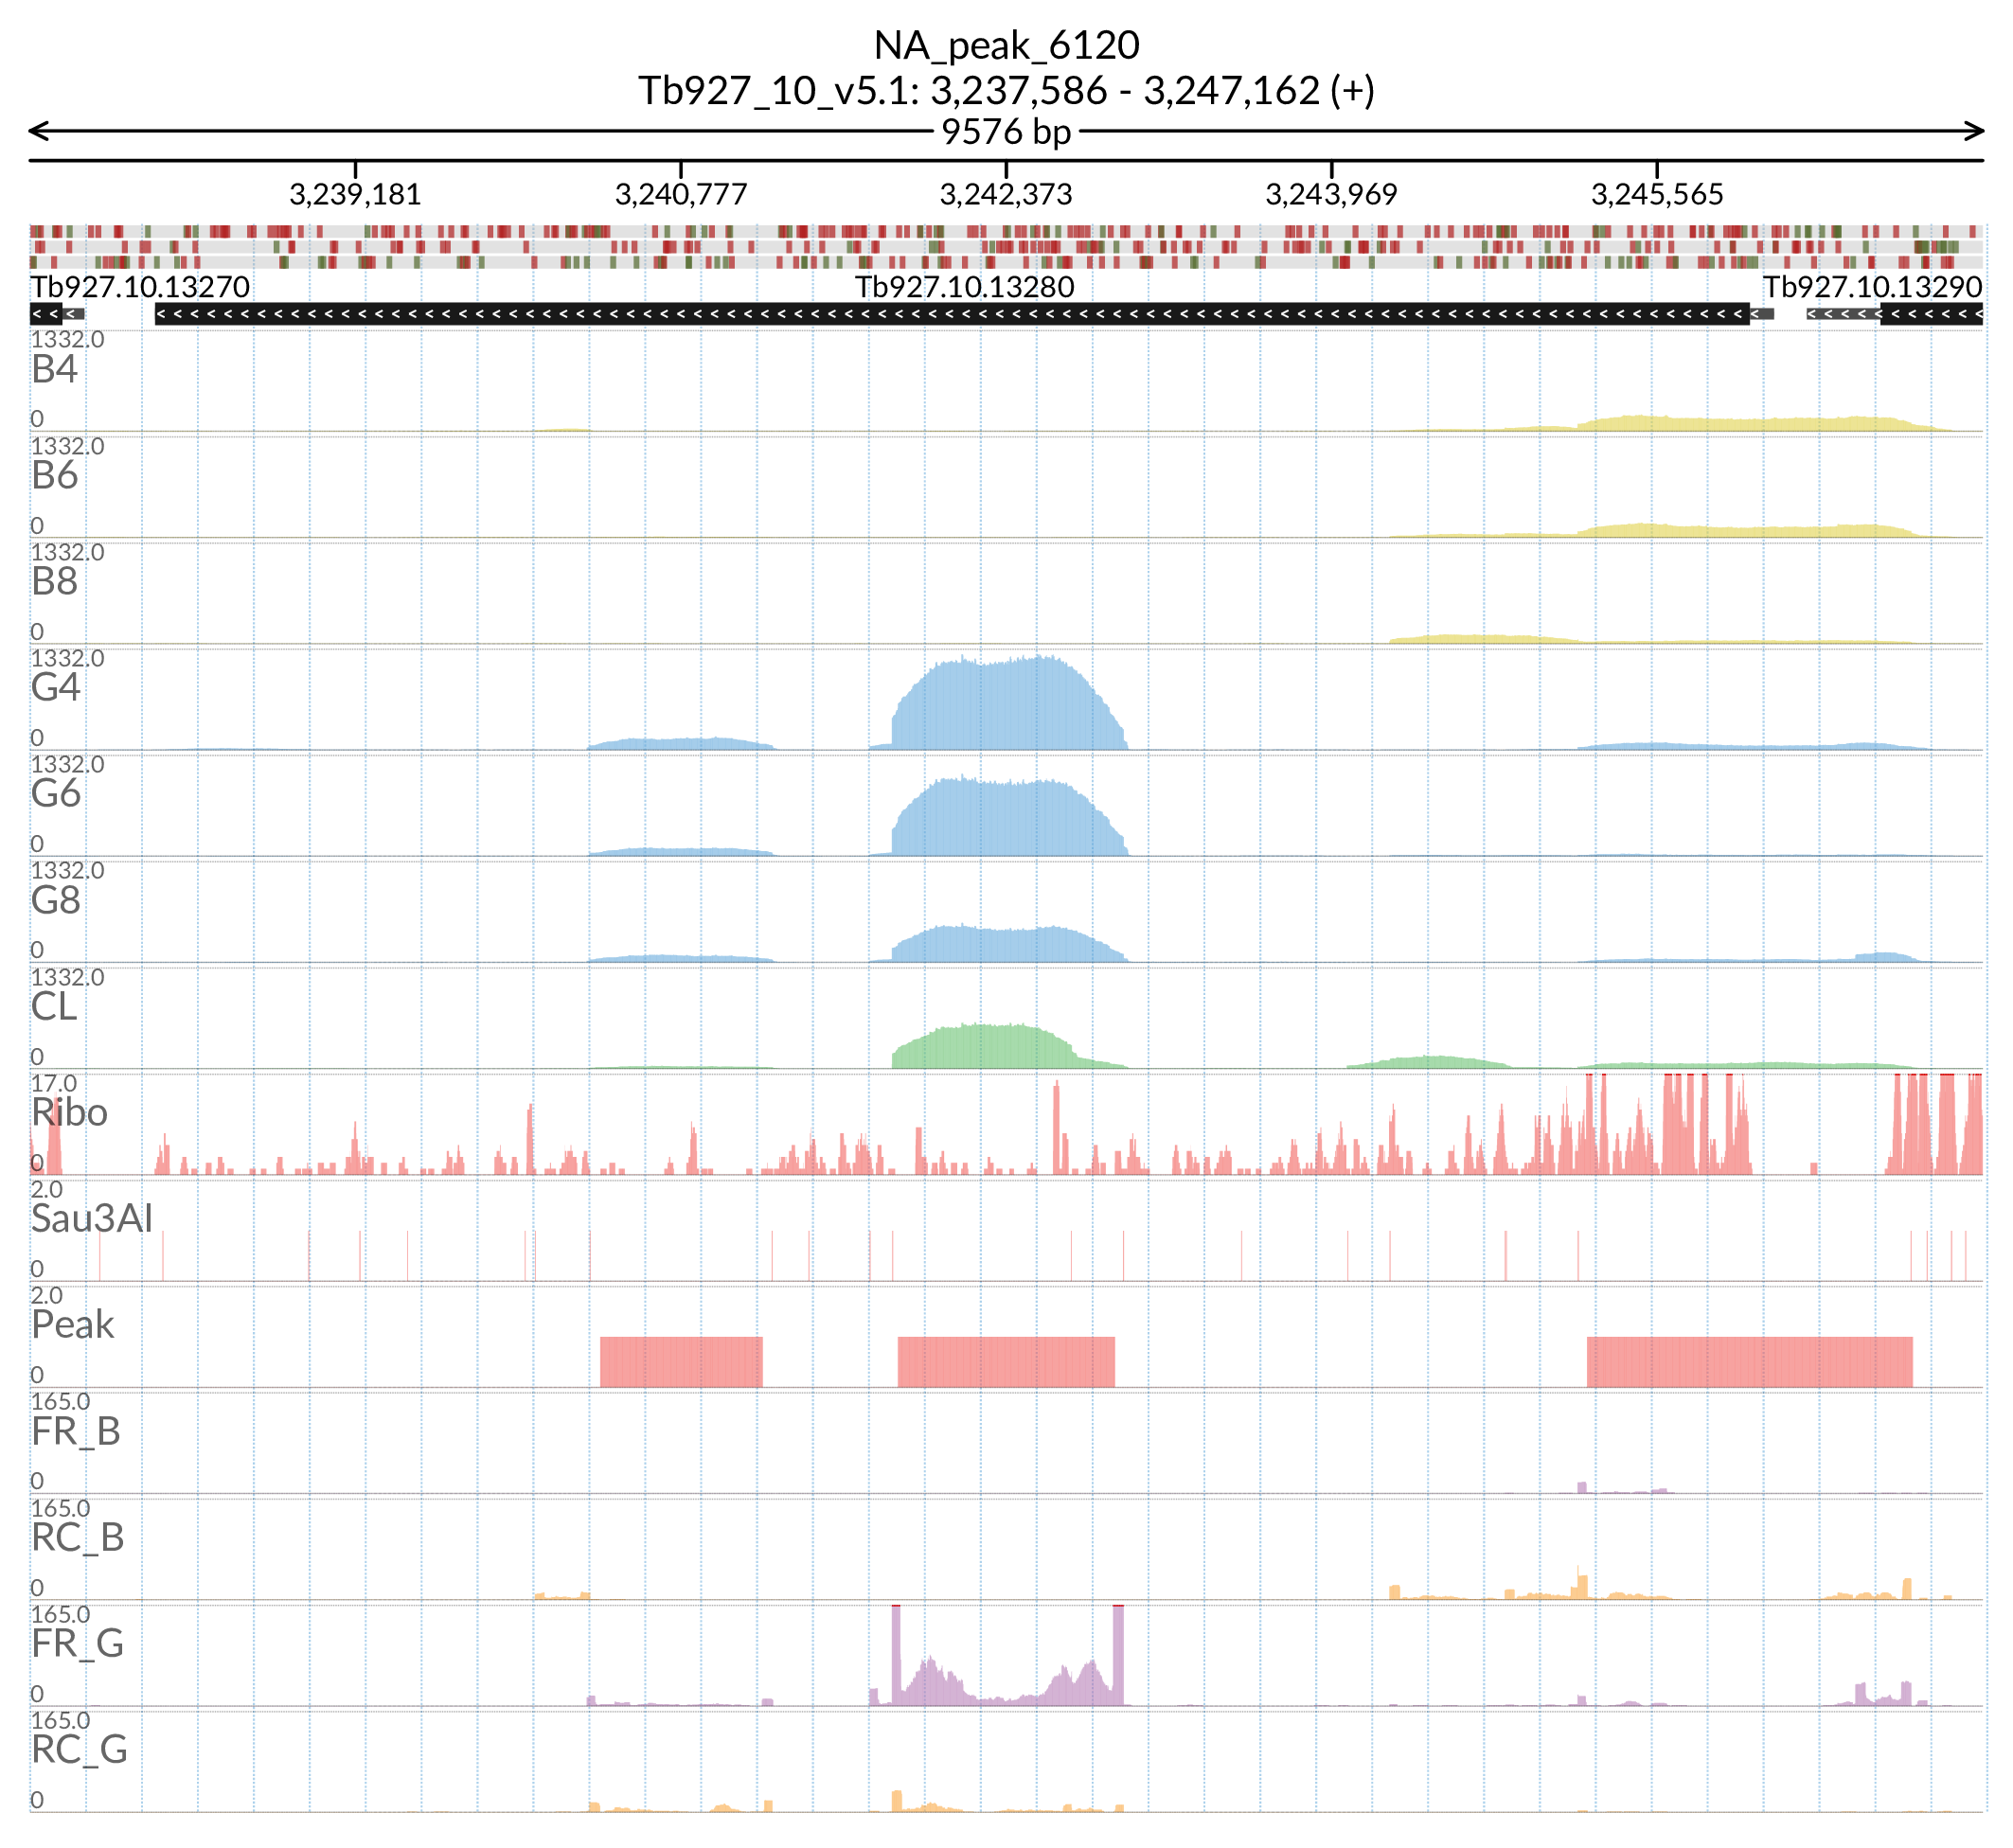 NA_peak_6120
Tb927_10_v5.1: 3,237,586 - 3,247,162 (+)
9576 bp
3,239,181 3,240,777 3,242,373 3,243,969 3,245,565
Tb927.10.13270 Tb927.10.13280 Tb927.10.13290
1332.0
B4
0
1332.0
B6
0
1332.0
B8
0
1332.0
G4
0
1332.0
G6
0
1332.0
G8
0
1332.0
CL
0
17.0
Ribo
0
2.0
Sau3AI
0
2.0
Peak
0
165.0
FR_B
0
165.0
RC_B
0
165.0
FR_G
0
165.0
RC_G
0